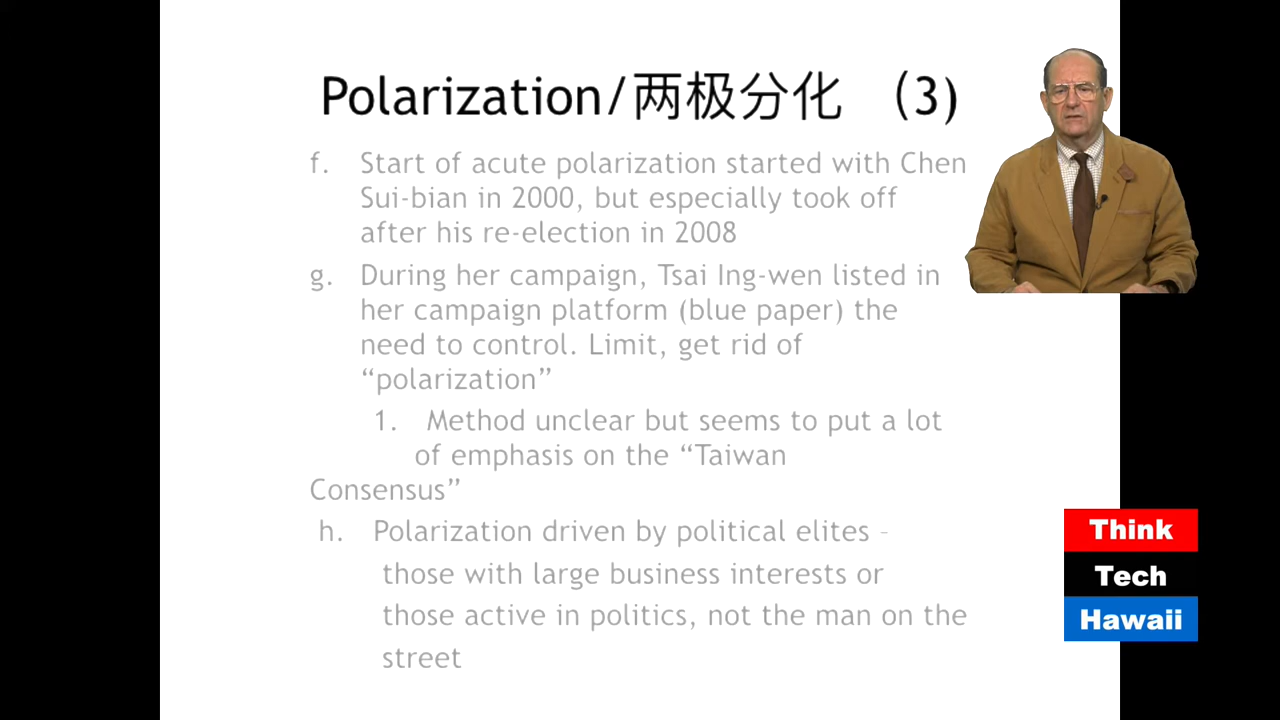 Polarization/两极分化 （3)
f. Start of acute polarization started with Chen
Sui-bian in 2000, but especially took off
after his re-election in 2008
g. During her campaign, Tsai Ing-wen listed in
her campaign platform (blue paper) the
need to control. Limit, get rid of
“polarization”
1. Method unclear but seems to put a lot
of emphasis on the “Taiwan
Consensus”
h. Polarization driven by political elites –
those with large business interests or
those active in politics, not the man on the
street
Think
Tech
Hawaii